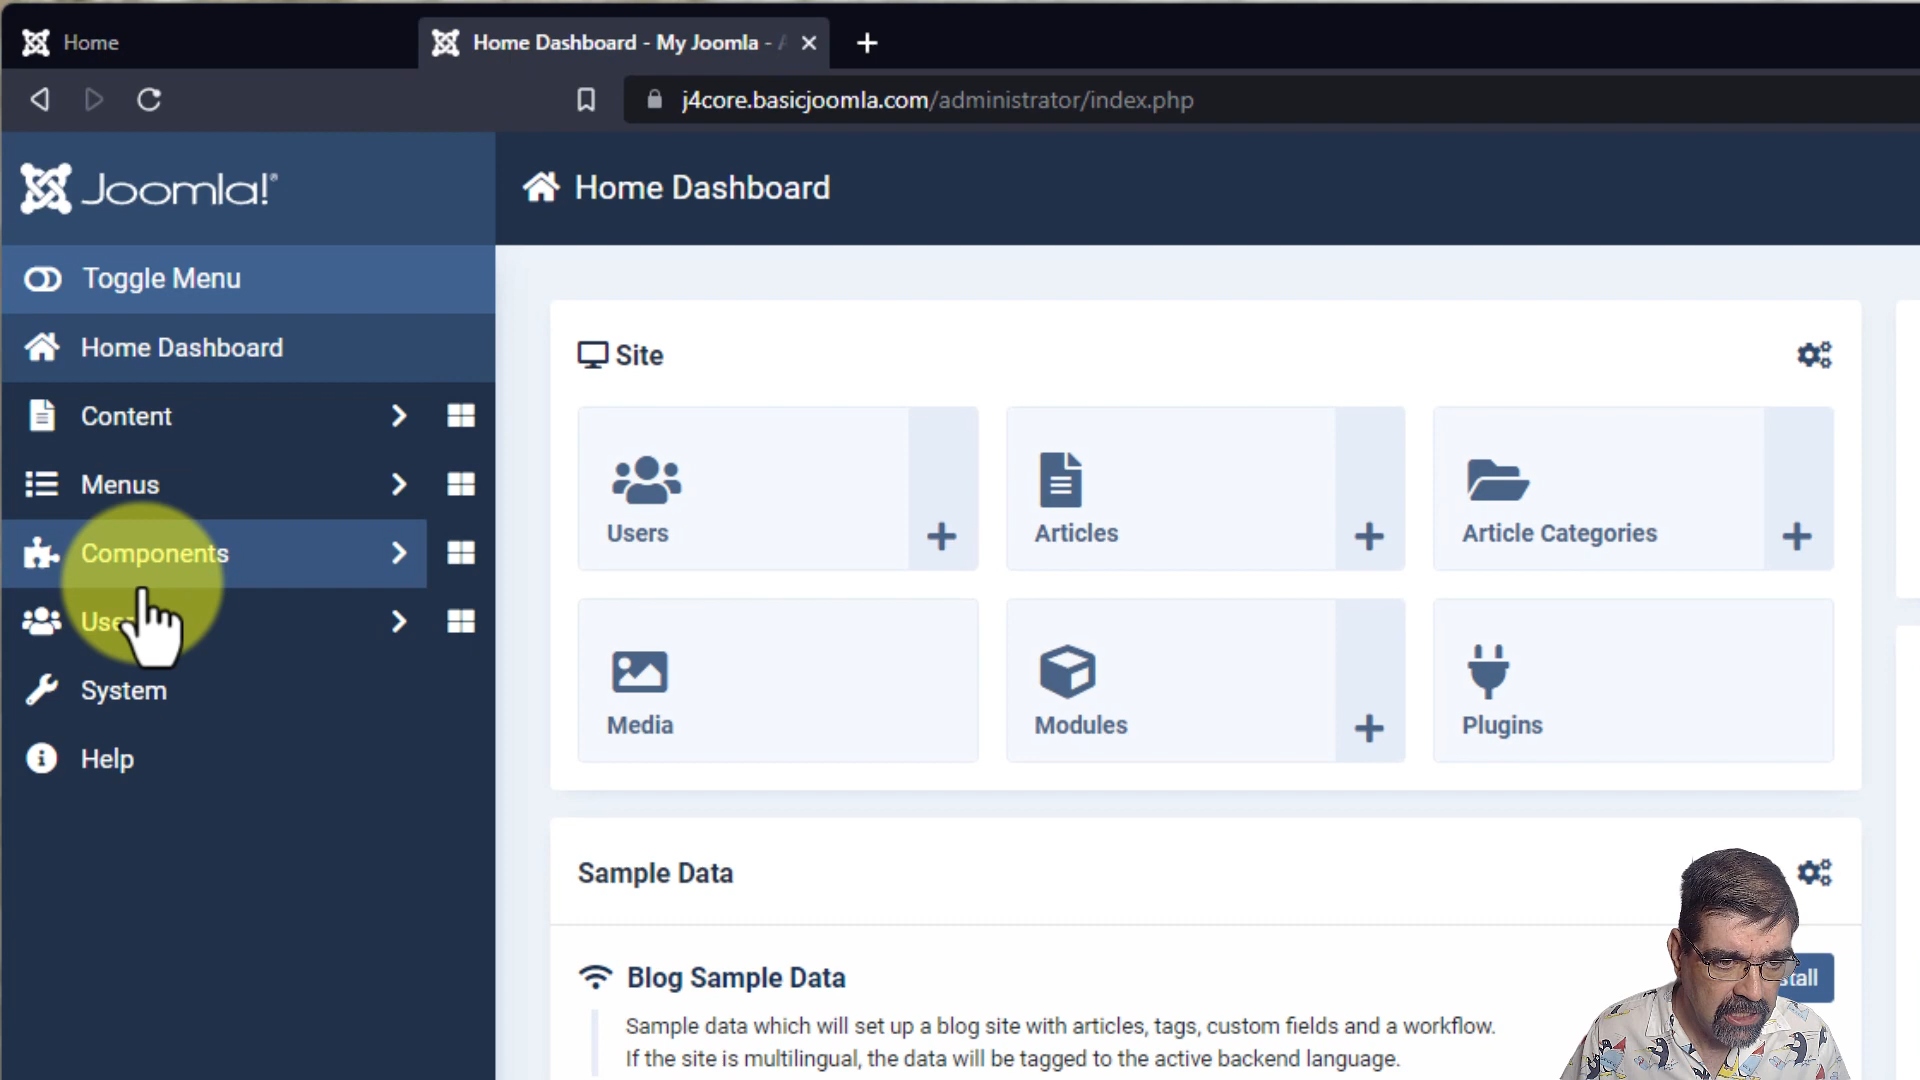 Home
Home Dashboard - My Joomla -
j4core.basicjoomla.com/administrator/index.php
Joomla!®
Home Dashboard
Toggle Menu
Home Dashboard
Content
Menus
Components
System
Help
Site
Users
Articles
Article Categories
Media
Modules
Plugins
Sample Data
Blog Sample Data
Sample data which will set up a blog site with articles, tags, custom fields and a workflow.
If the site is multilingual, the data will be tagged to the active backend language.